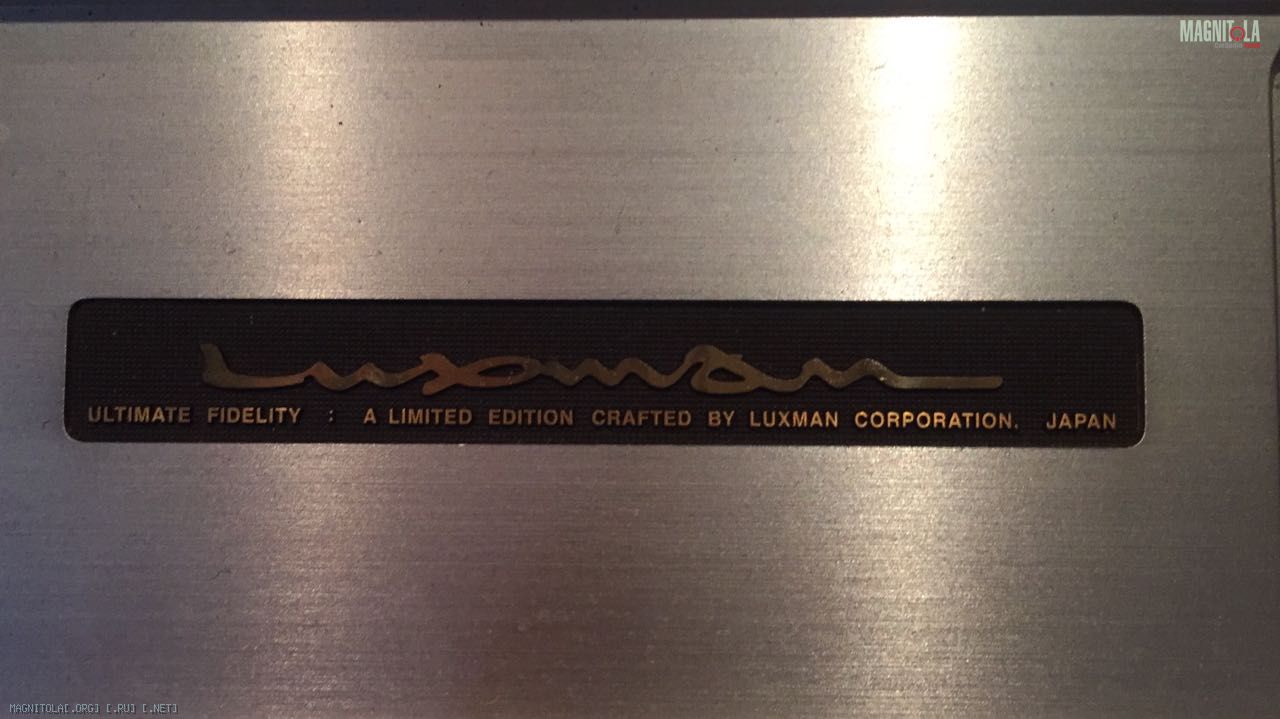 MAGNITOLA
Luxman
ULTIMATE FIDELITY : A LIMITED EDITION CRAFTED BY LUXMAN CORPORATION. JAPAN
MAGNITOLA[.ORG] [.RU] [.NET]